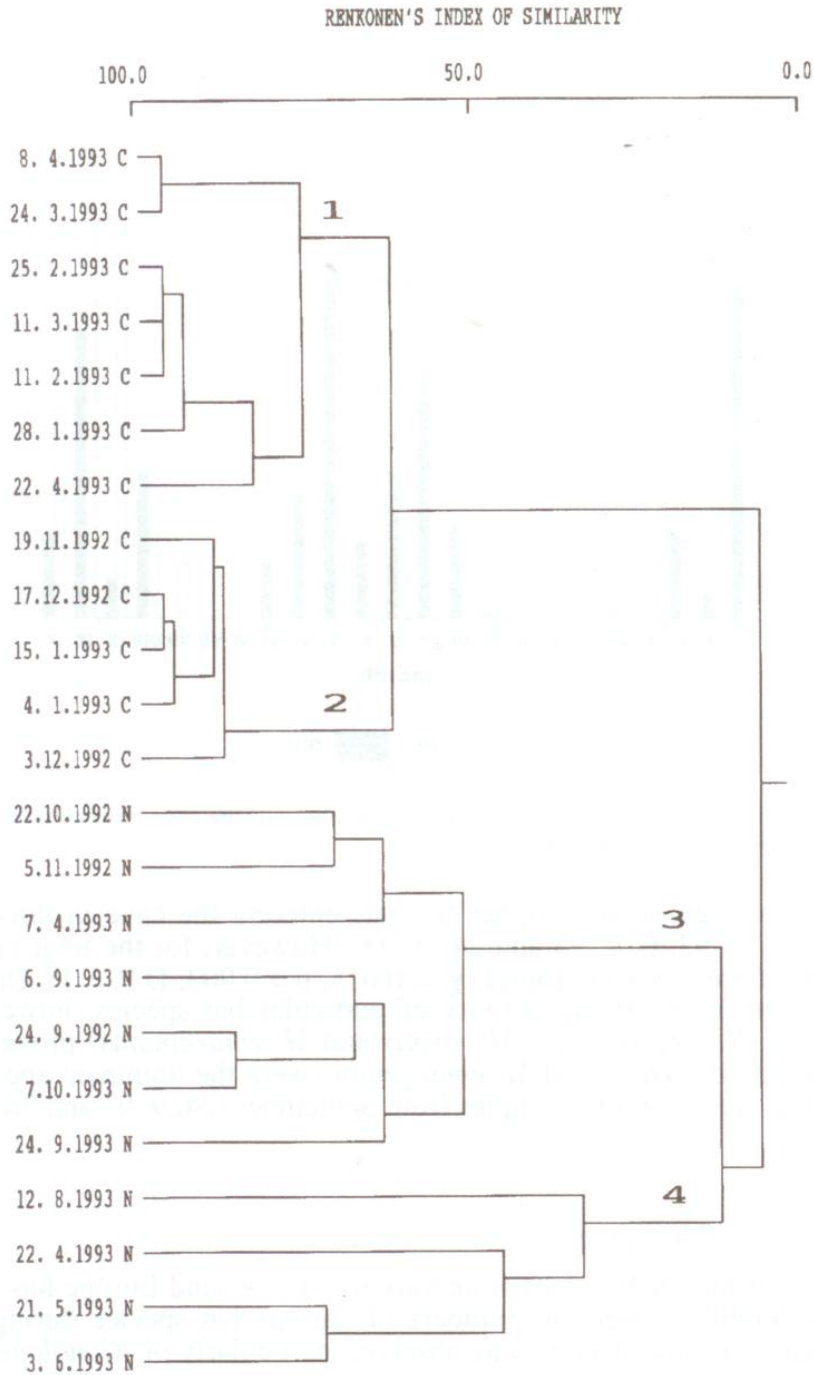 RENKONEN'S INDEX OF SIMILARITY
100.0 50.0 0.0
8. 4.1993 C
24. 3.1993 C
1
25. 2.1993 C
11. 3.1993 C
11. 2.1993 C
28. 1.1993 C
22. 4.1993 C
19.11.1992 C
17.12.1992 C
15. 1.1993 C
4. 1.1993 C
2
3.12.1992 C
22.10.1992 N
5.11.1992 N
7. 4.1993 N
3
6. 9.1993 N
24. 9.1992 N
7.10.1993 N
24. 9.1993 N
12. 8.1993 N
4
22. 4.1993 N
21. 5.1993 N
3. 6.1993 N